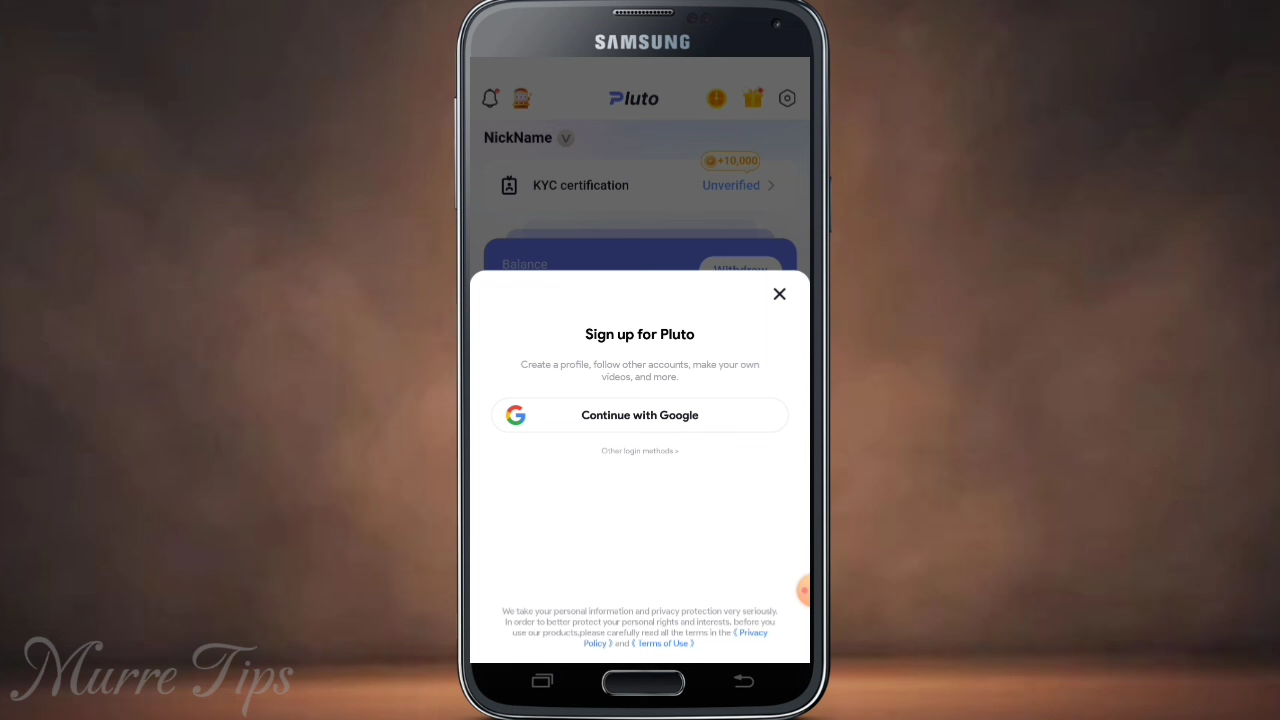 SAMSUNG
Pluto
NickName V
+10,000
KYC certification Unverified
Balance Withdraw
Sign up for Pluto
Create a profile, follow other accounts, make your own
videos, and more.
Continue with Google
Other login methods >
We take your personal information and privacy protection very seriously.
In order to better protect your personal rights and interests, before you
use our products,please carefully read all the terms in the《 Privacy
Policy 》and《 Terms of Use 》
Murre Tips